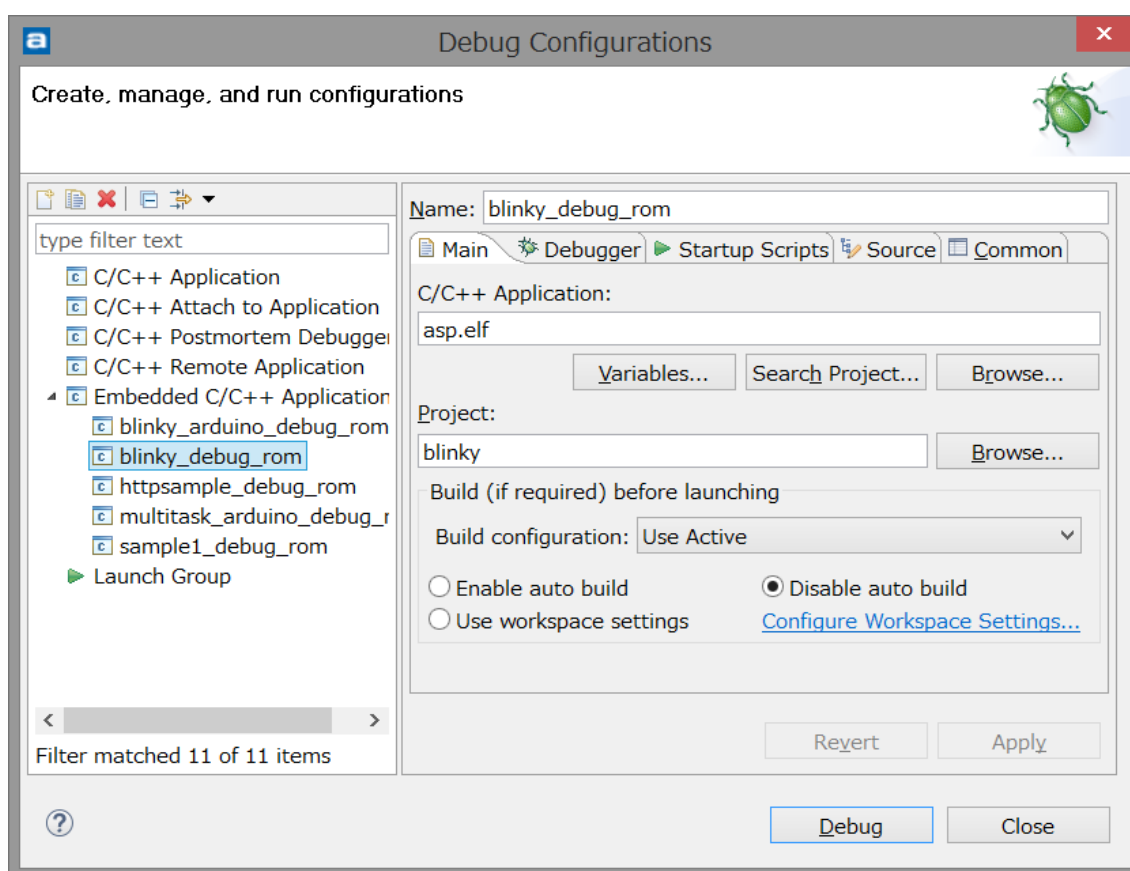 Debug Configurations
Create, manage, and run configurations
type filter text
C/C++ Application
C/C++ Attach to Application
C/C++ Postmortem Debugger
C/C++ Remote Application
Embedded C/C++ Application
blinky_arduino_debug_rom
blinky_debug_rom
httpsample_debug_rom
multitask_arduino_debug_r
sample1_debug_rom
Launch Group
Filter matched 11 of 11 items
Name: blinky_debug_rom
Main Debugger Startup Scripts Source Common
C/C++ Application:
asp.elf
Variables... Search Project... Browse...
Project:
blinky Browse...
Build (if required) before launching
Build configuration: Use Active
Enable auto build Disable auto build
Use workspace settings Configure Workspace Settings...
Revert Apply
Debug Close